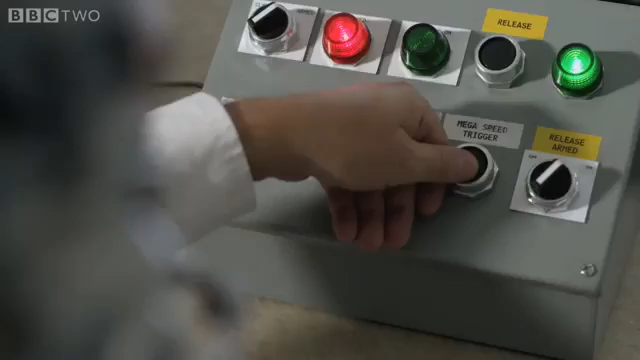 BBC TWO
RELEASE
MEGA SPEED
TRIGGER
RELEASE
ARMED